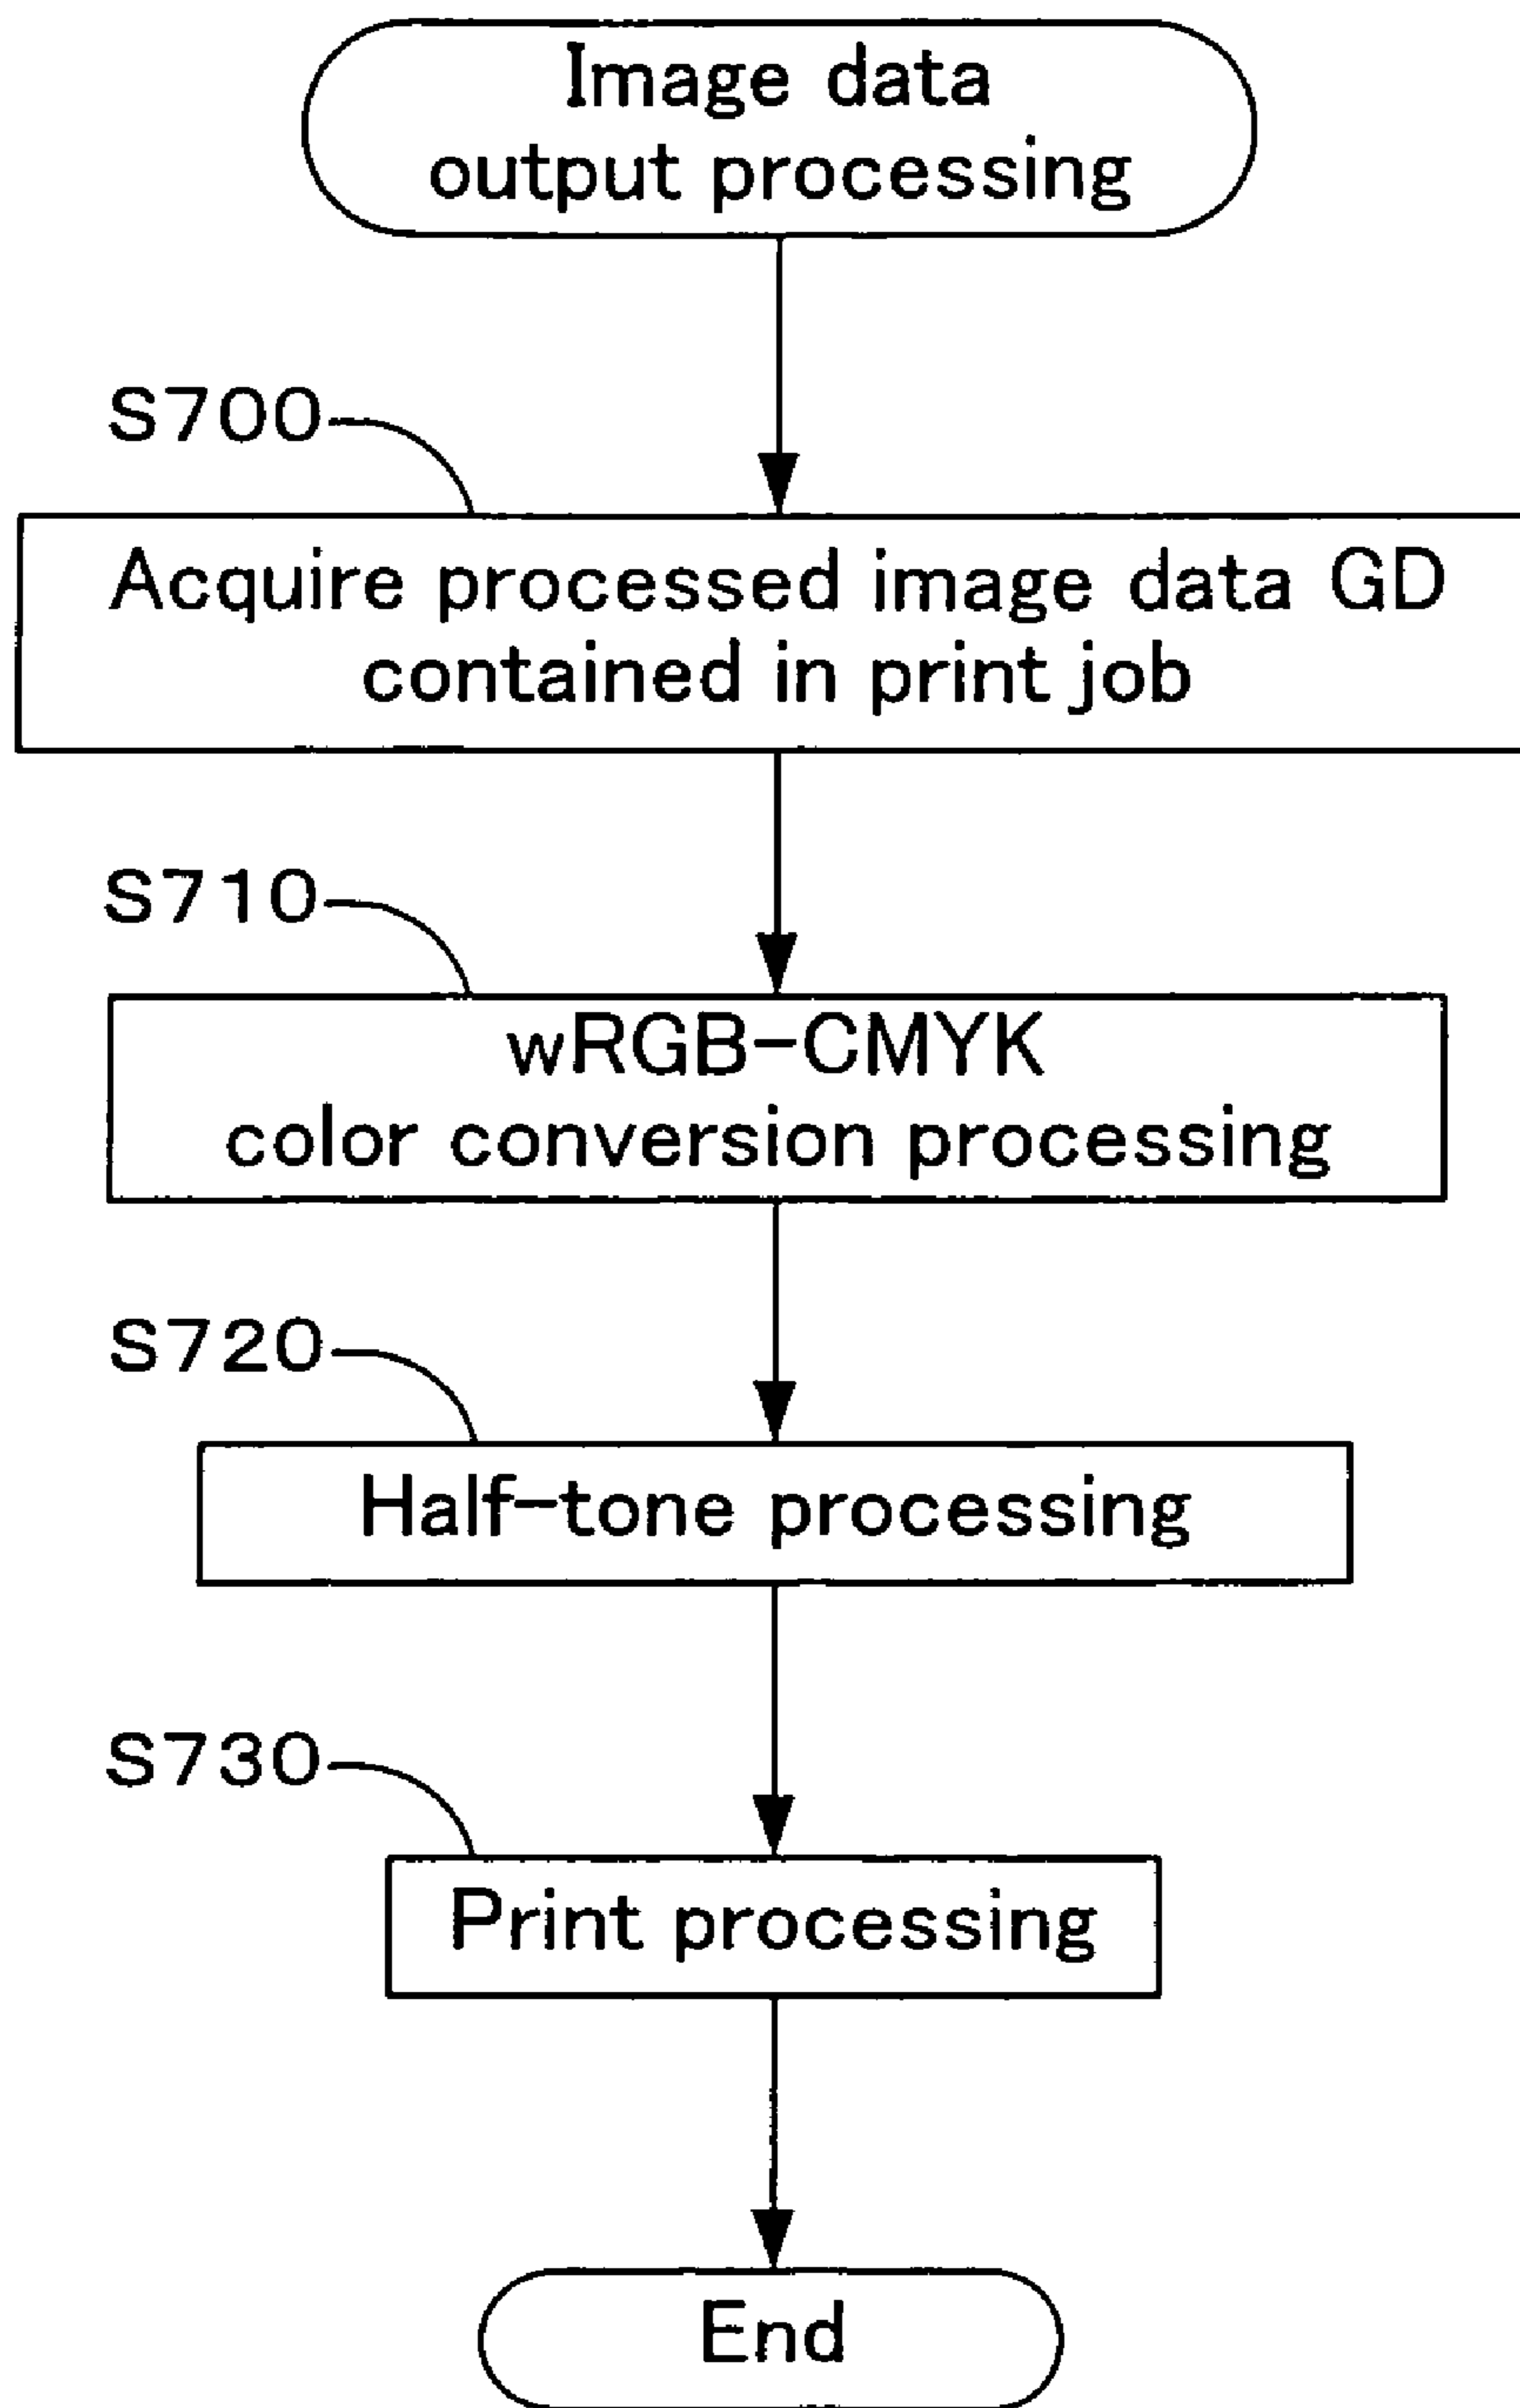 Image data
output processing
S700
Acquire processed image data GD
contained in print job
S710
wRGB-CMYK
color conversion processing
S720
Half-tone processing
S730
Print processing
End